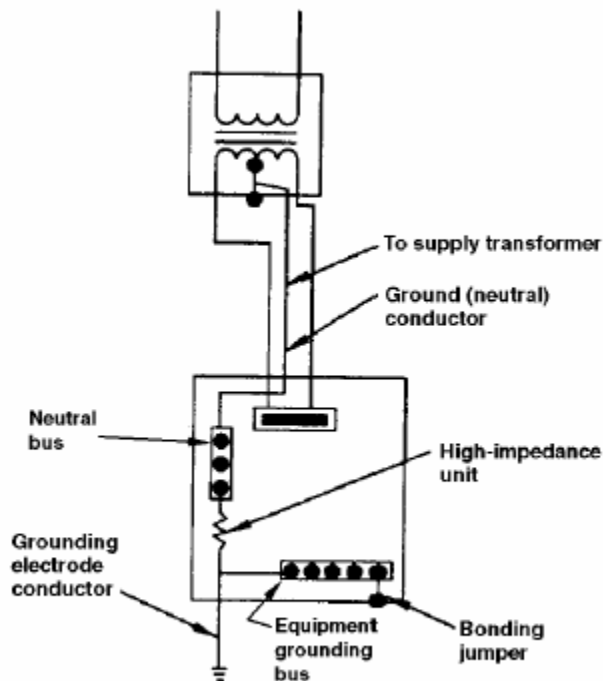 To supply transformer
Ground (neutral)
conductor
Neutral
bus
High-impedance
unit
Grounding
electrode
conductor
Equipment
grounding
bus
Bonding
jumper